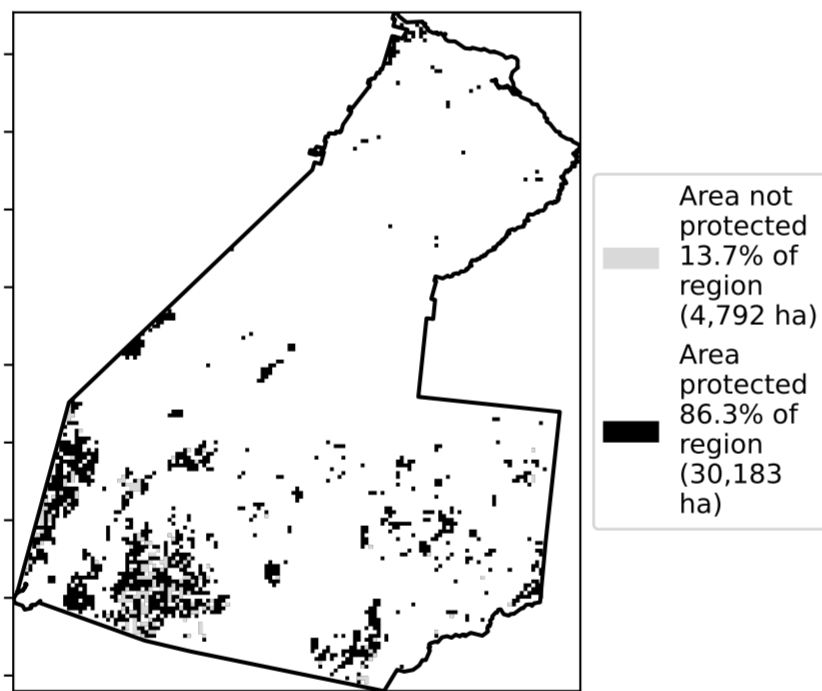 Area not
protected
13.7% of
region
(4,792 ha)
Area
protected
86.3% of
region
(30,183
ha)